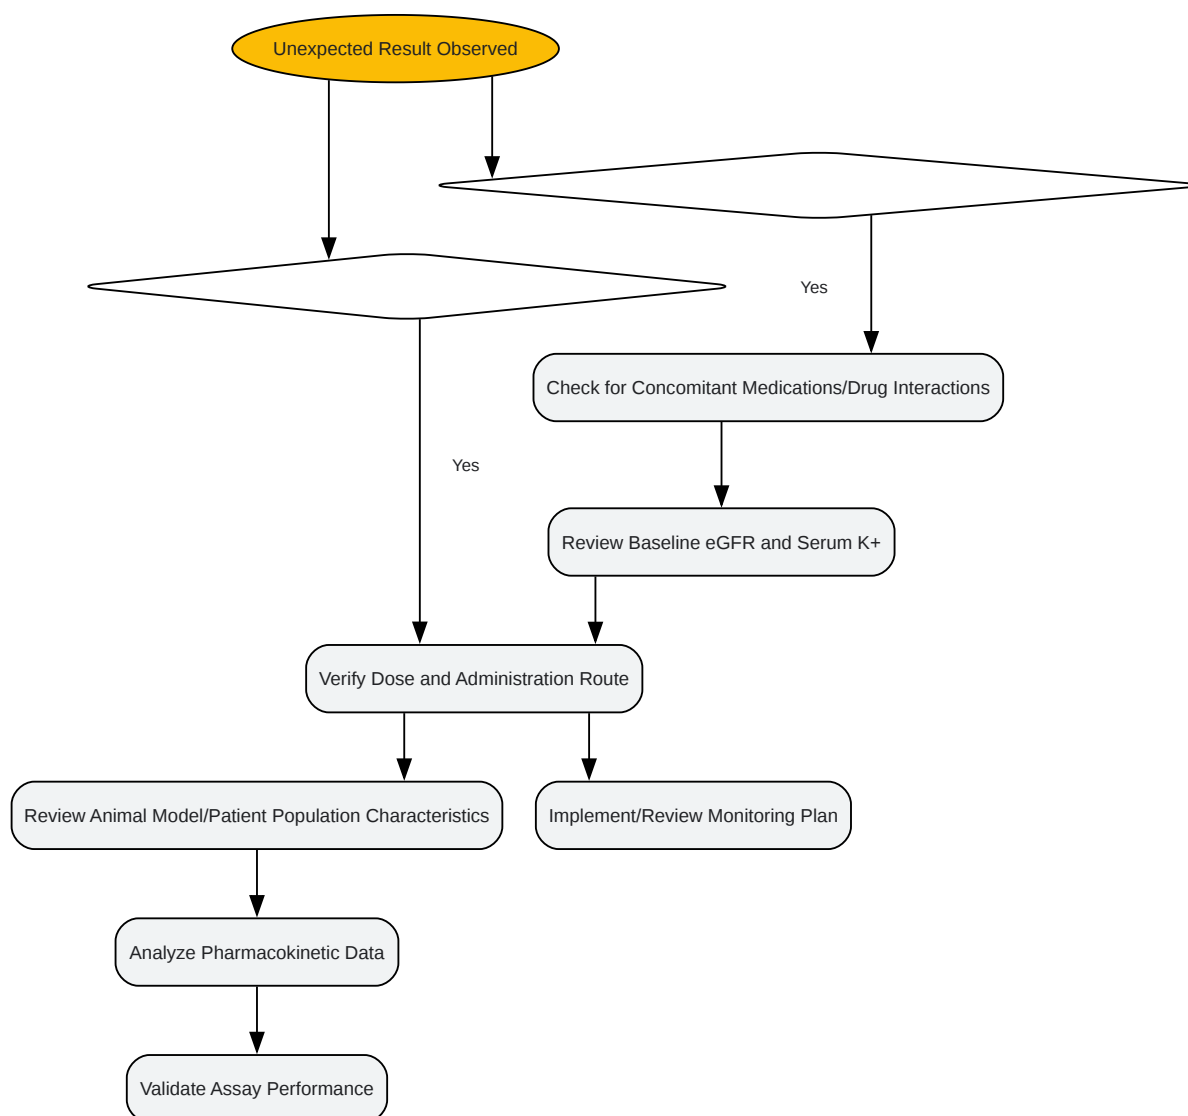 Unexpected Result Observed
Yes
Check for Concomitant Medications/Drug Interactions
Yes
Review Baseline eGFR and Serum K+
Verify Dose and Administration Route
Review Animal Model/Patient Population Characteristics
Implement/Review Monitoring Plan
Analyze Pharmacokinetic Data
Validate Assay Performance